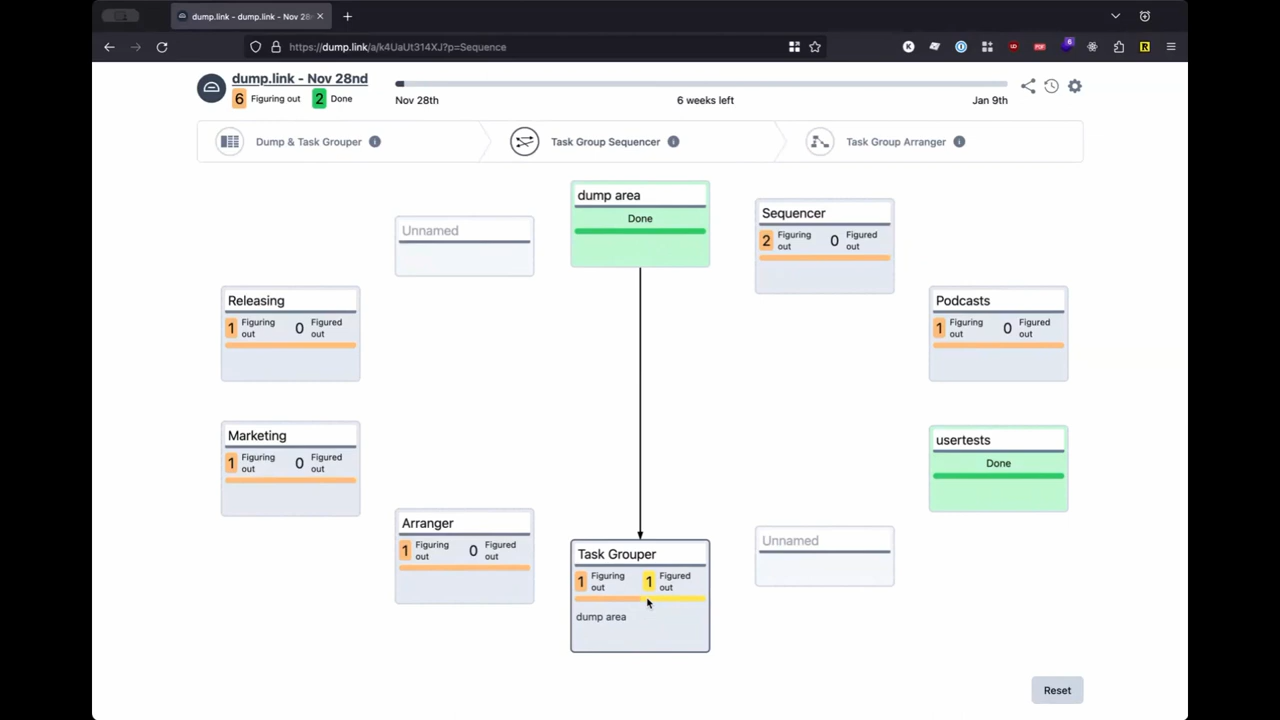 dump.link - dump.link - Nov 28
https://dump.link/a/k4UaUt314XJ?p=Sequence
6
dump.link - Nov 28nd
6 Figuring out 2 Done
Nov 28th 6 weeks left Jan 9th
Dump & Task Grouper
Task Group Sequencer
Task Group Arranger
dump area
Done
Sequencer
2 Figuring out 0 Figured out
Unnamed
Releasing
1 Figuring out 0 Figured out
Podcasts
1 Figuring out 0 Figured out
Marketing
1 Figuring out 0 Figured out
usertests
Done
Arranger
1 Figuring out 0 Figured out
Task Grouper
1 Figuring out 1 Figured out
dump area
Unnamed
Reset